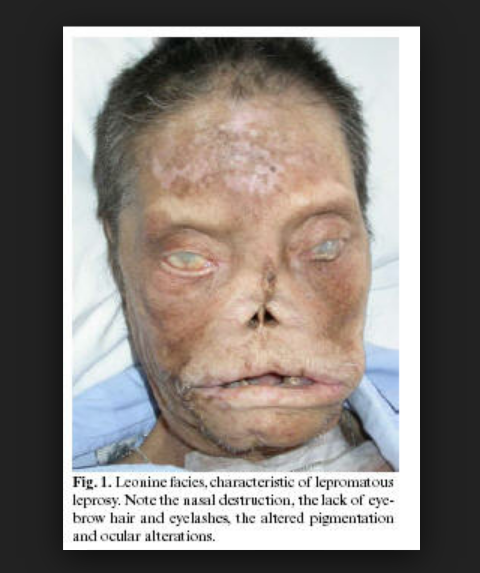 Fig. 1. Leonine facies, characteristic of lepromatous
leprosy. Note the nasal destruction, the lack of eye-
brow hair and eyelashes, the altered pigmentation
and ocular alterations.